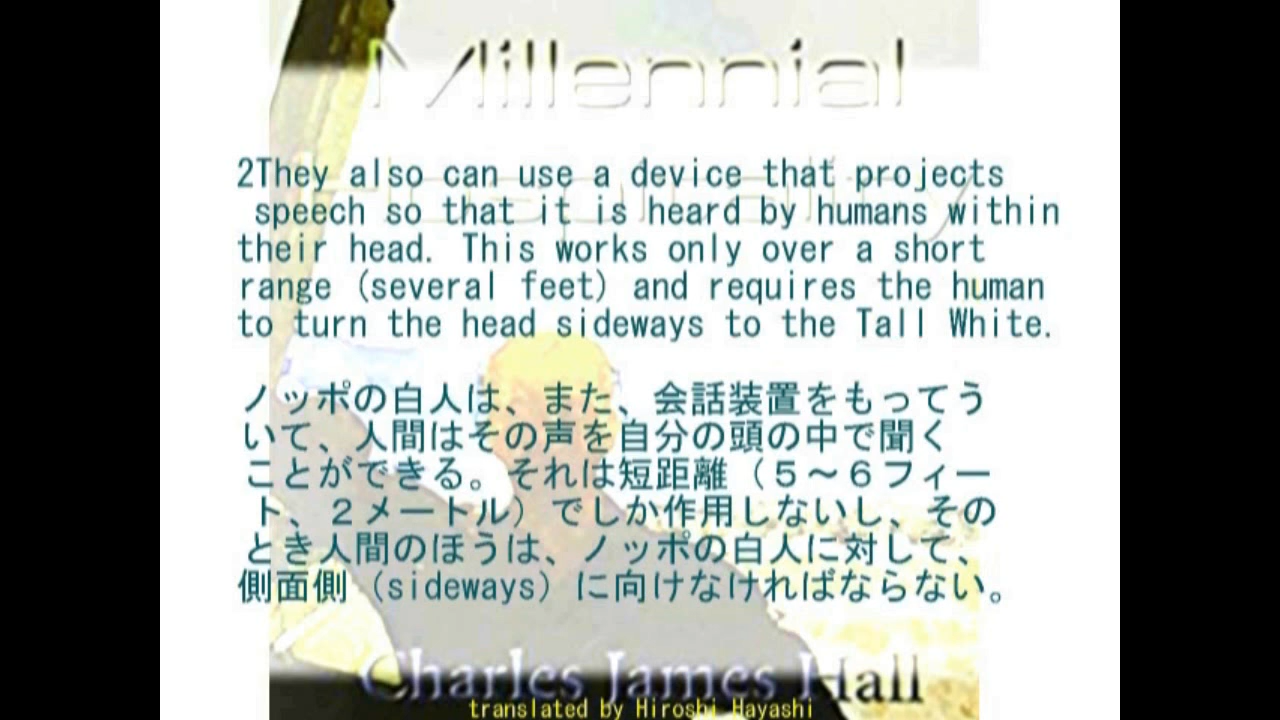 Millennial
Hospitality
2They also can use a device that projects
speech so that it is heard by humans within
their head. This works only over a short
range (several feet) and requires the human
to turn the head sideways to the Tall White.
ノッポの白人は、また、会話装置をもってう
いて、人間はその声を自分の頭の中で聞く
ことができる。それは短距離（５～６フィー
ト、２メートル）でしか作用しないし、その
とき人間のほうは、ノッポの白人に対して、
側面側（sideways）に向けなければならない。
Charles James Hall
translated by Hiroshi Hayashi